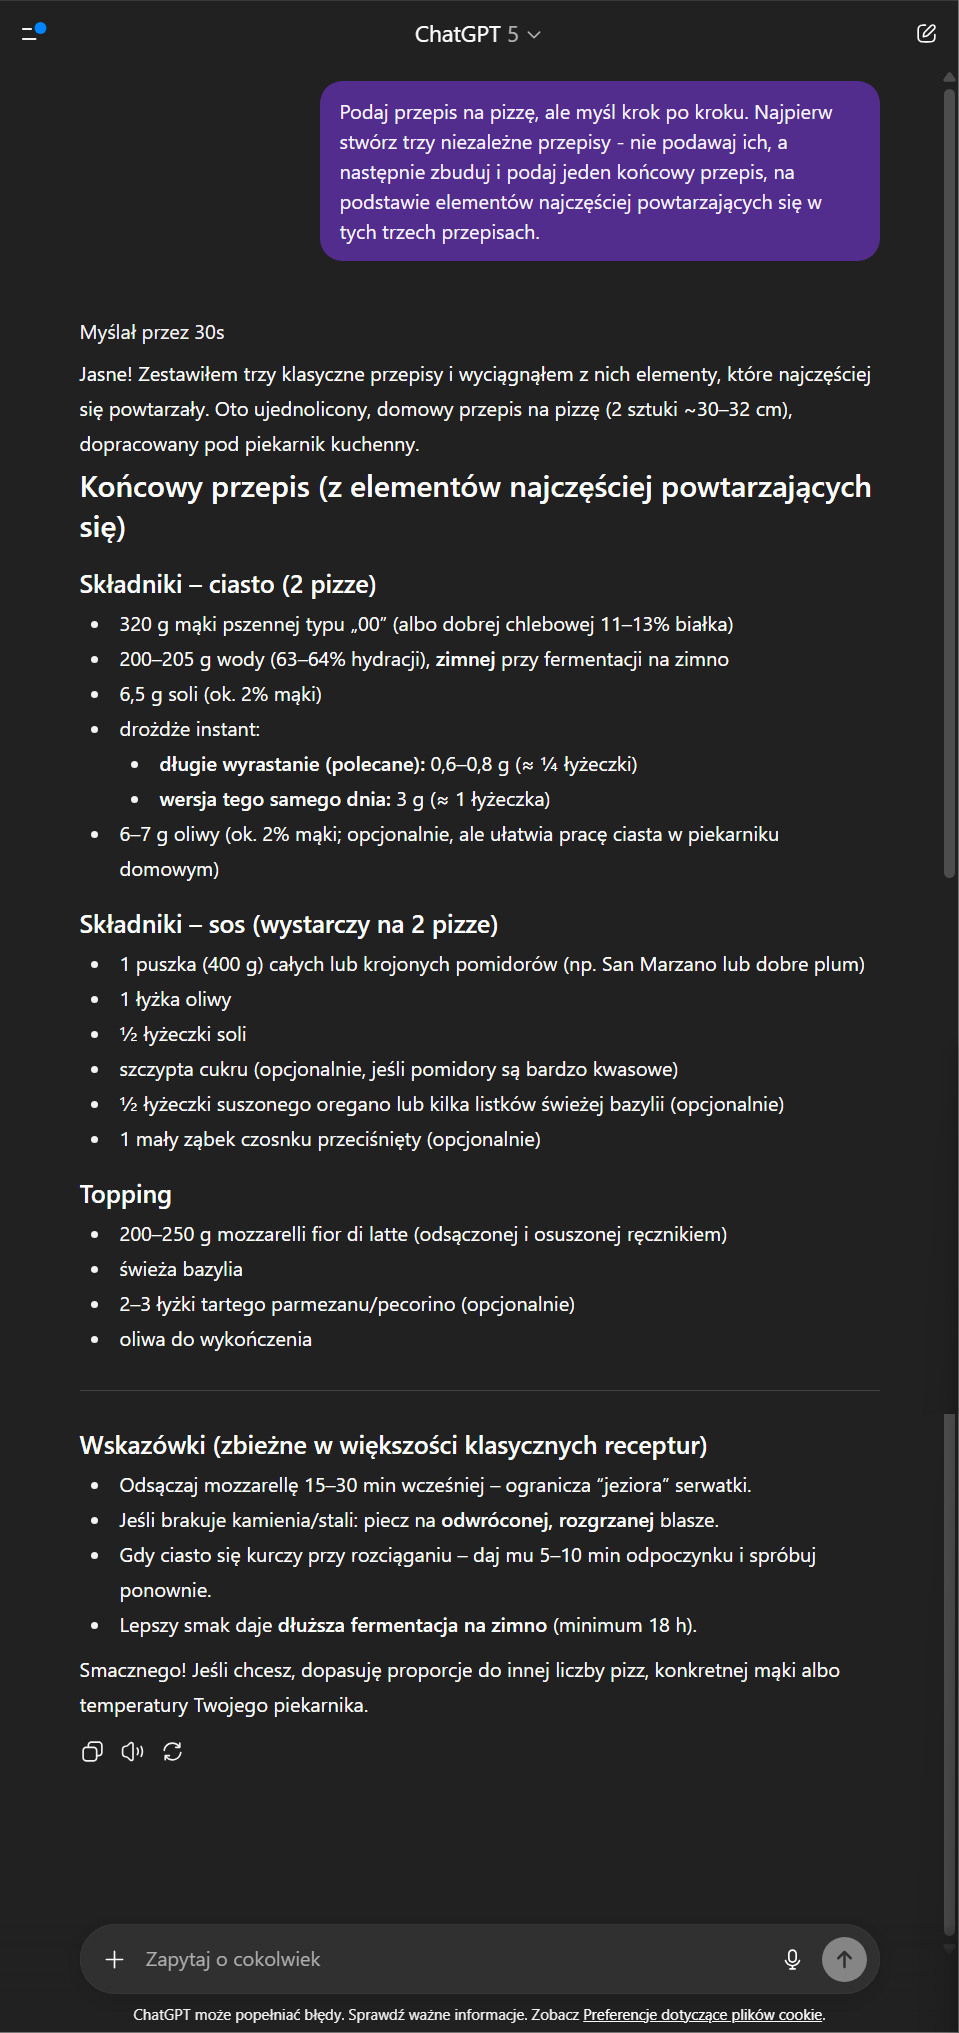 ChatGPT 5
Podaj przepis na pizzę, ale myśl krok po kroku. Najpierw
stwórz trzy niezależne przepisy - nie podawaj ich, a
następnie zbuduj i podaj jeden końcowy przepis, na
podstawie elementów najczęściej powtarzających się w
tych trzech przepisach.
Myślał przez 30s
Jasne! Zestawiłem trzy klasyczne przepisy i wyciągnąłem z nich elementy, które najczęściej
się powtarzały. Oto ujednolicony, domowy przepis na pizzę (2 sztuki ~30–32 cm),
dopracowany pod piekarnik kuchenny.
Końcowy przepis (z elementów najczęściej powtarzających
się)
Składniki – ciasto (2 pizze)
• 320 g mąki pszennej typu „00” (albo dobrej chlebowej 11–13% białka)
• 200–205 g wody (63–64% hydracji), zimnej przy fermentacji na zimno
• 6,5 g soli (ok. 2% mąki)
• drożdże instant:
• długie wyrastanie (polecane): 0,6–0,8 g (≈ ¼ łyżeczki)
• wersja tego samego dnia: 3 g (≈ 1 łyżeczka)
• 6–7 g oliwy (ok. 2% mąki; opcjonalnie, ale ułatwia pracę ciasta w piekarniku
domowym)
Składniki – sos (wystarczy na 2 pizze)
• 1 puszka (400 g) całych lub krojonych pomidorów (np. San Marzano lub dobre plum)
• 1 łyżka oliwy
• ½ łyżeczki soli
• szczypta cukru (opcjonalnie, jeśli pomidory są bardzo kwasowe)
• ½ łyżeczki suszonego oregano lub kilka listków świeżej bazylii (opcjonalnie)
• 1 mały ząbek czosnku przeciśnięty (opcjonalnie)
Topping
• 200–250 g mozzarelli fior di latte (odsączonej i osuszonej ręcznikiem)
• świeża bazylia
• 2–3 łyżki tartego parmezanu/pecorino (opcjonalnie)
• oliwa do wykończenia
Wskazówki (zbieżne w większości klasycznych receptur)
• Odsączaj mozzarellę 15–30 min wcześniej – ogranicza “jeziora” serwatki.
• Jeśli brakuje kamienia/stali: piecz na odwróconej, rozgrzanej blasze.
• Gdy ciasto się kurczy przy rozciąganiu – daj mu 5–10 min odpoczynku i spróbuj
ponownie.
• Lepszy smak daje dłuższa fermentacja na zimno (minimum 18 h).
Smacznego! Jeśli chcesz, dopasuję proporcje do innej liczby pizz, konkretnej mąki albo
temperatury Twojego piekarnika.
Zapytaj o cokolwiek
ChatGPT może popełniać błędy. Sprawdź ważne informacje. Zobacz Preferencje dotyczące plików cookie.